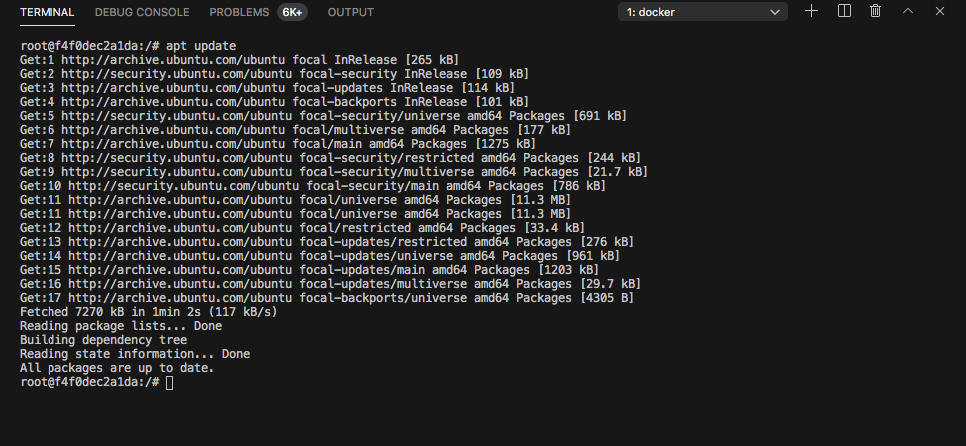 TERMINAL DEBUG CONSOLE PROBLEMS 6K+ OUTPUT 1: docker
root@f4f0dec2a1da:/# apt update
Get:1 http://archive.ubuntu.com/ubuntu focal InRelease [265 kB]
Get:2 http://security.ubuntu.com/ubuntu focal-security InRelease [109 kB]
Get:3 http://archive.ubuntu.com/ubuntu focal-updates InRelease [114 kB]
Get:4 http://archive.ubuntu.com/ubuntu focal-backports InRelease [101 kB]
Get:5 http://security.ubuntu.com/ubuntu focal-security/universe amd64 Packages [691 kB]
Get:6 http://archive.ubuntu.com/ubuntu focal/multiverse amd64 Packages [177 kB]
Get:7 http://archive.ubuntu.com/ubuntu focal/main amd64 Packages [1275 kB]
Get:8 http://security.ubuntu.com/ubuntu focal-security/restricted amd64 Packages [244 kB]
Get:9 http://security.ubuntu.com/ubuntu focal-security/multiverse amd64 Packages [21.7 kB]
Get:10 http://security.ubuntu.com/ubuntu focal-security/main amd64 Packages [786 kB]
Get:11 http://archive.ubuntu.com/ubuntu focal/universe amd64 Packages [11.3 MB]
Get:11 http://archive.ubuntu.com/ubuntu focal/universe amd64 Packages [11.3 MB]
Get:12 http://archive.ubuntu.com/ubuntu focal/restricted amd64 Packages [33.4 kB]
Get:13 http://archive.ubuntu.com/ubuntu focal-updates/restricted amd64 Packages [276 kB]
Get:14 http://archive.ubuntu.com/ubuntu focal-updates/universe amd64 Packages [961 kB]
Get:15 http://archive.ubuntu.com/ubuntu focal-updates/main amd64 Packages [1203 kB]
Get:16 http://archive.ubuntu.com/ubuntu focal-updates/multiverse amd64 Packages [29.7 kB]
Get:17 http://archive.ubuntu.com/ubuntu focal-backports/universe amd64 Packages [4305 B]
Fetched 7270 kB in 1min 2s (117 kB/s)
Reading package lists... Done
Building dependency tree
Reading state information... Done
All packages are up to date.
root@f4f0dec2a1da:/#